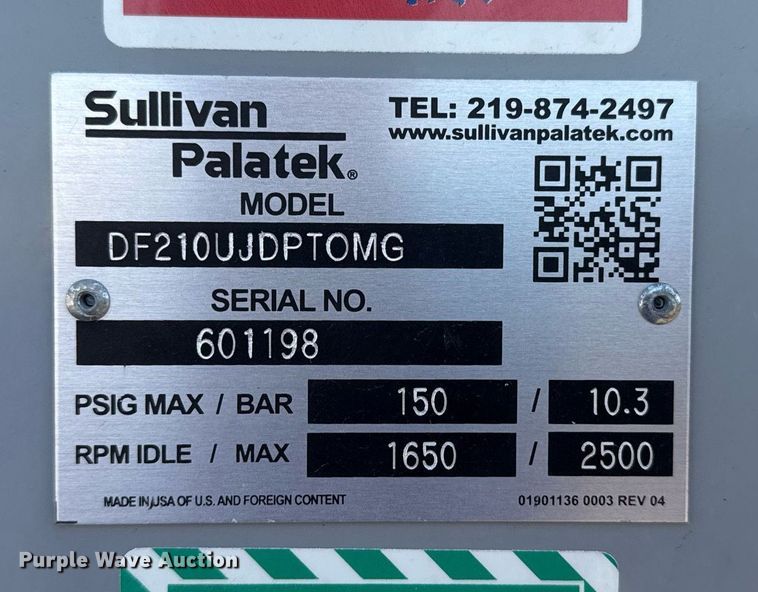 Sullivan
Palatek®
TEL: 219-874-2497
www.sullivanpalatek.com
MODEL
DF210UJDPTOMG
SERIAL NO.
601198
PSIG MAX / BAR 150 / 10.3
RPM IDLE / MAX 1650 / 2500
MADE IN USA OF U.S. AND FOREIGN CONTENT 01901136 0003 REV 04
Purple Wave Auction